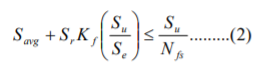 S_avg + S_r K_f (S_u / S_e) ≤ S_u / N_fs .........(2)